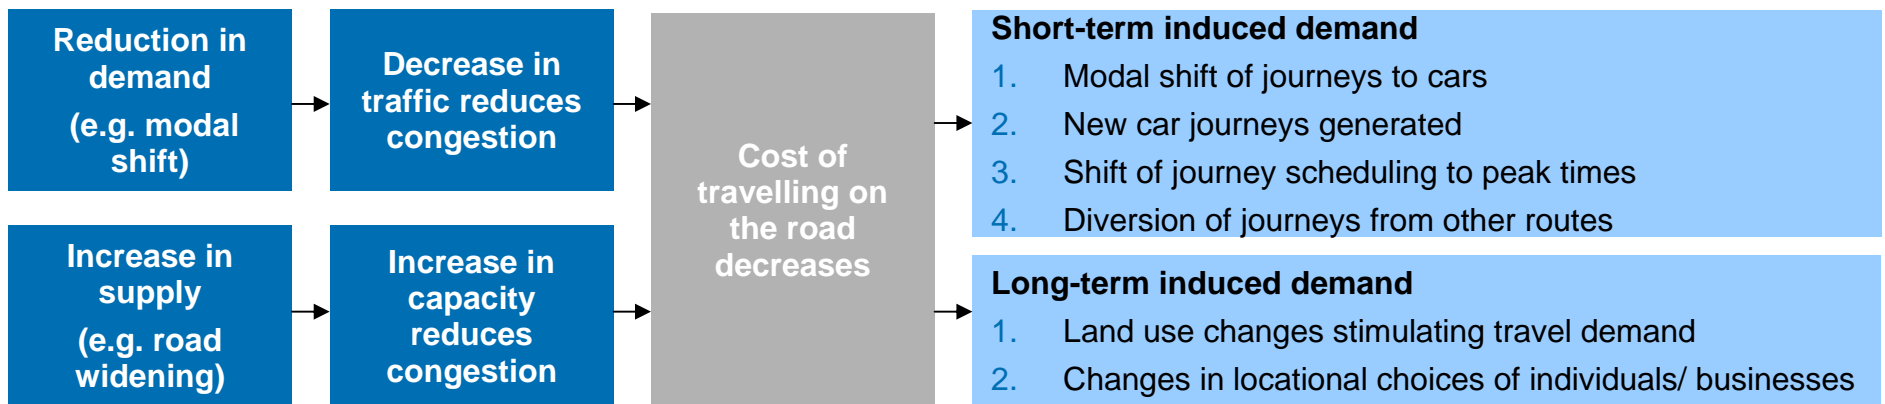 Reduction in
demand
(e.g. modal
shift)
Decrease in
traffic reduces
congestion
Increase in
supply
(e.g. road
widening)
Increase in
capacity
reduces
congestion
Cost of
travelling on
the road
decreases
Short-term induced demand
1. Modal shift of journeys to cars
2. New car journeys generated
3. Shift of journey scheduling to peak times
4. Diversion of journeys from other routes
Long-term induced demand
1. Land use changes stimulating travel demand
2. Changes in locational choices of individuals/ businesses